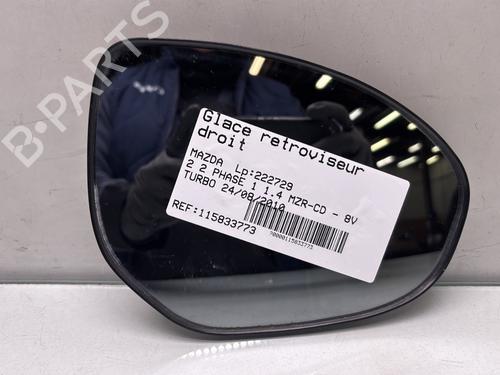 B-PARTS
Glace retroviseur
droit
MAZDA Lp:222729
2 2 PHASE 1 1.4 MZR-CD - 8V
TURBO 24/08/2010
REF:115833773